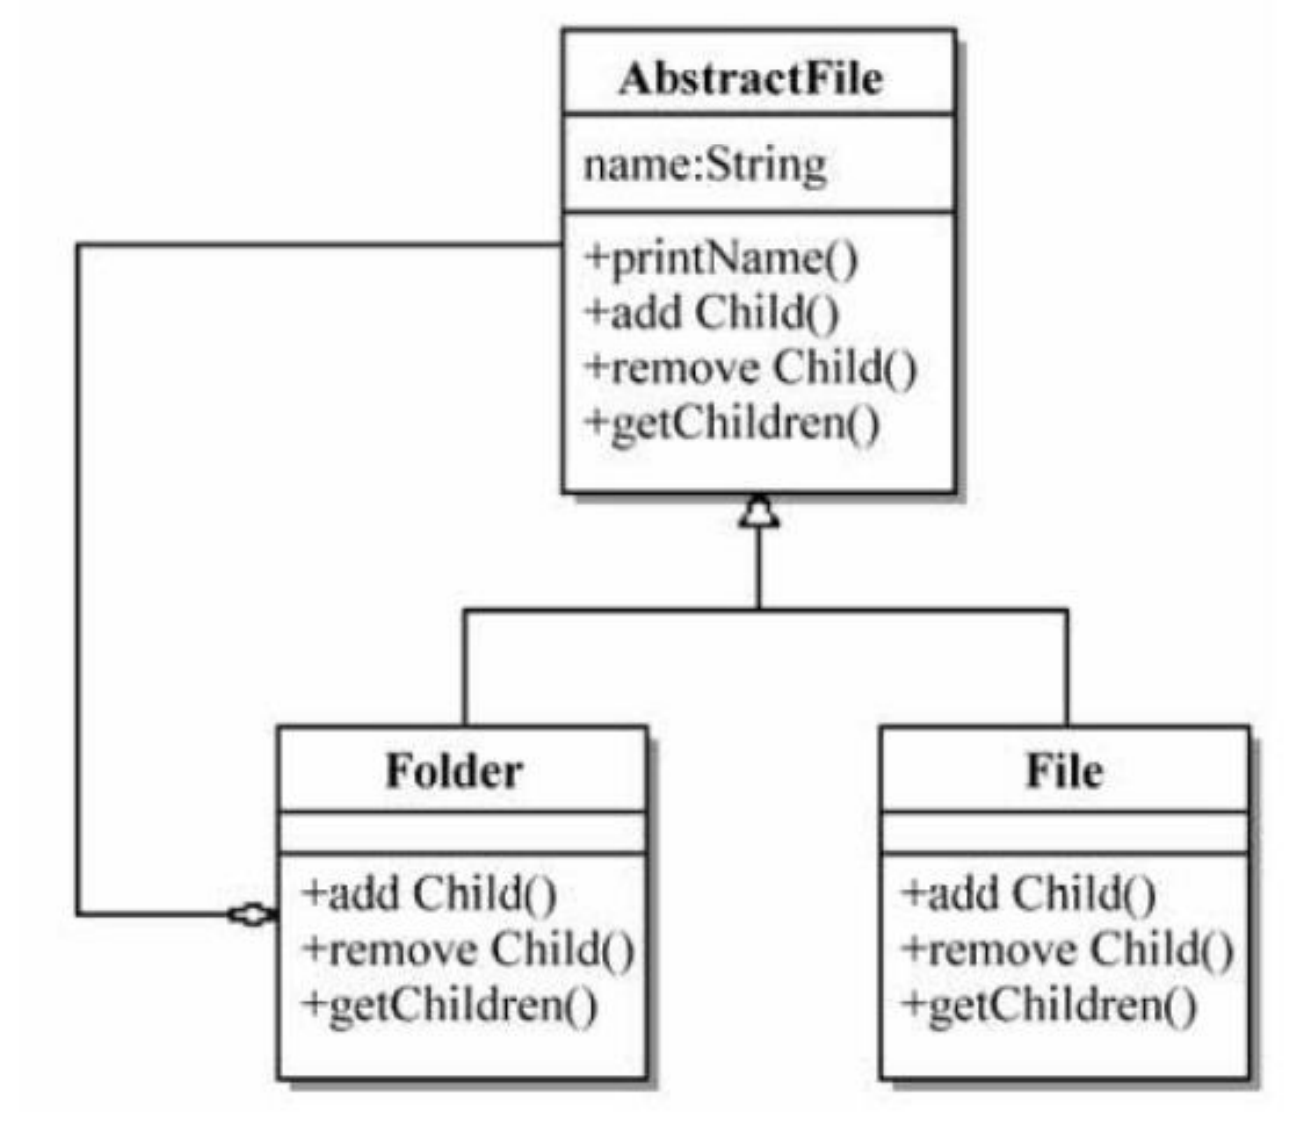 AbstractFile
name:String
+printName()
+add Child()
+remove Child()
+getChildren()
Folder
+add Child()
+remove Child()
+getChildren()
File
+add Child()
+remove Child()
+getChildren()